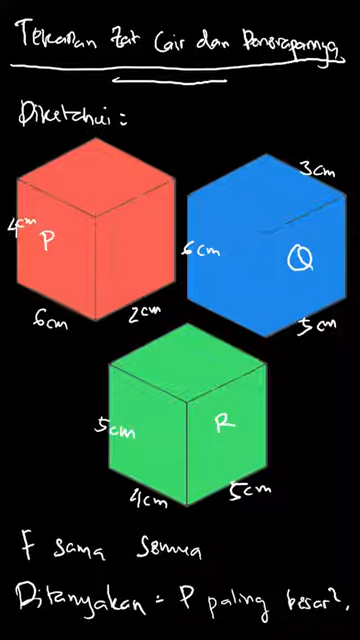 Tekanan Zat Cair dan Penerapannya
Diketahui =
3cm
4cm
P
6cm
Q
6cm
2cm
5cm
5cm
R
4cm
5cm
F sama semua
Ditanyakan = P paling besar?